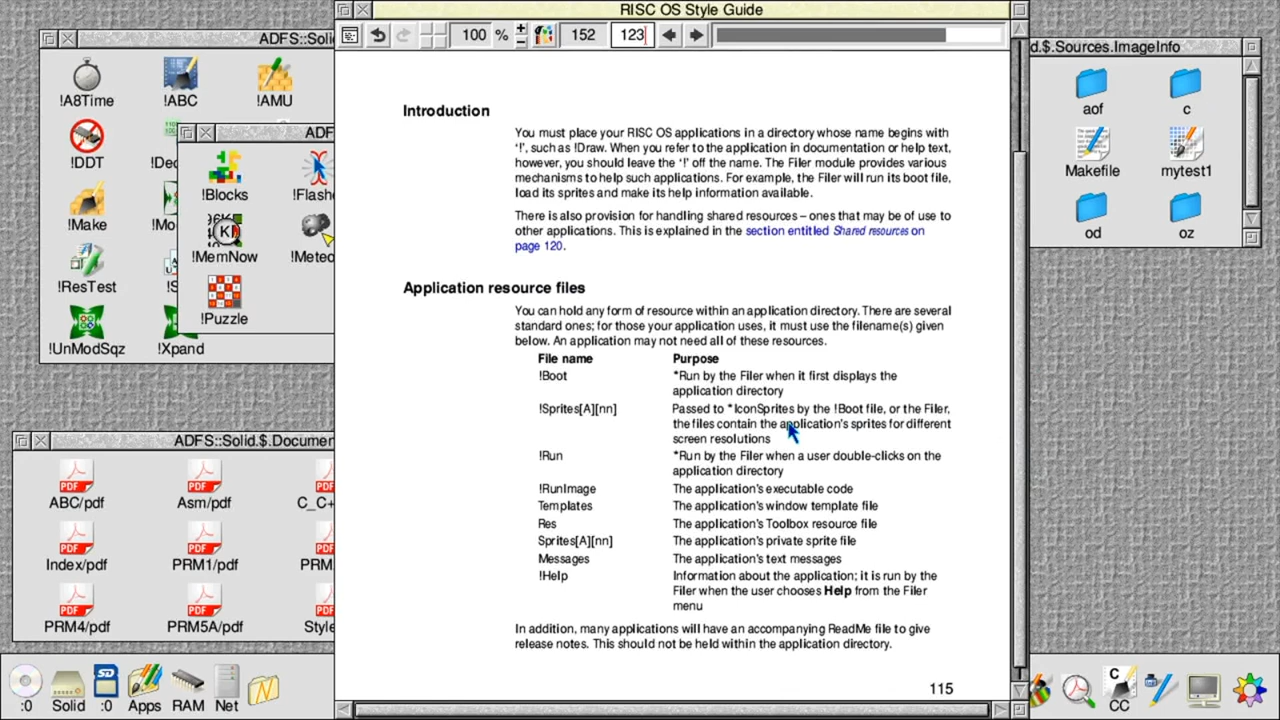 RISC OS Style Guide
100 % 152 123
Introduction
You must place your RISC OS applications in a directory whose name begins with
‘!’, such as !Draw. When you refer to the application in documentation or help text,
however, you should leave the ‘!’ off the name. The Filer module provides various
mechanisms to help such applications. For example, the Filer will run its boot file,
load its sprites and make its help information available.
There is also provision for handling shared resources – ones that may be of use to
other applications. This is explained in the section entitled Shared resources on
page 120.
Application resource files
You can hold any form of resource within an application directory. There are several
standard ones; for those your application uses, it must use the filename(s) given
below. An application may not need all of these resources.
File name Purpose
!Boot *Run by the Filer when it first displays the
application directory
!Sprites[A][nn] Passed to *IconSprites by the !Boot file, or the Filer,
the files contain the application's sprites for different
screen resolutions
!Run *Run by the Filer when a user double-clicks on the
application directory
!RunImage The application's executable code
Templates The application's window template file
Res The application's Toolbox resource file
Sprites[A][nn] The application's private sprite file
Messages The application's text messages
!Help Information about the application; it is run by the
Filer when the user chooses Help from the Filer
menu
In addition, many applications will have an accompanying ReadMe file to give
release notes. This should not be held within the application directory.
115
ADFS::Solid
!A8Time !ABC !AMU
!DDT !Dec
!Make !Mo
!ResTest !S
!UnModSqz !Xpand
ADF
!Blocks !Flashe
!MemNow !Meteo
!Puzzle
ADFS::Solid.$.Documen
ABC/pdf Asm/pdf C_C+
Index/pdf PRM1/pdf PRM
PRM4/pdf PRM5A/pdf Style
d.$.Sources.ImageInfo
aof c
Makefile mytest1
od oz
:0 Solid :0 Apps RAM Net
C
CC